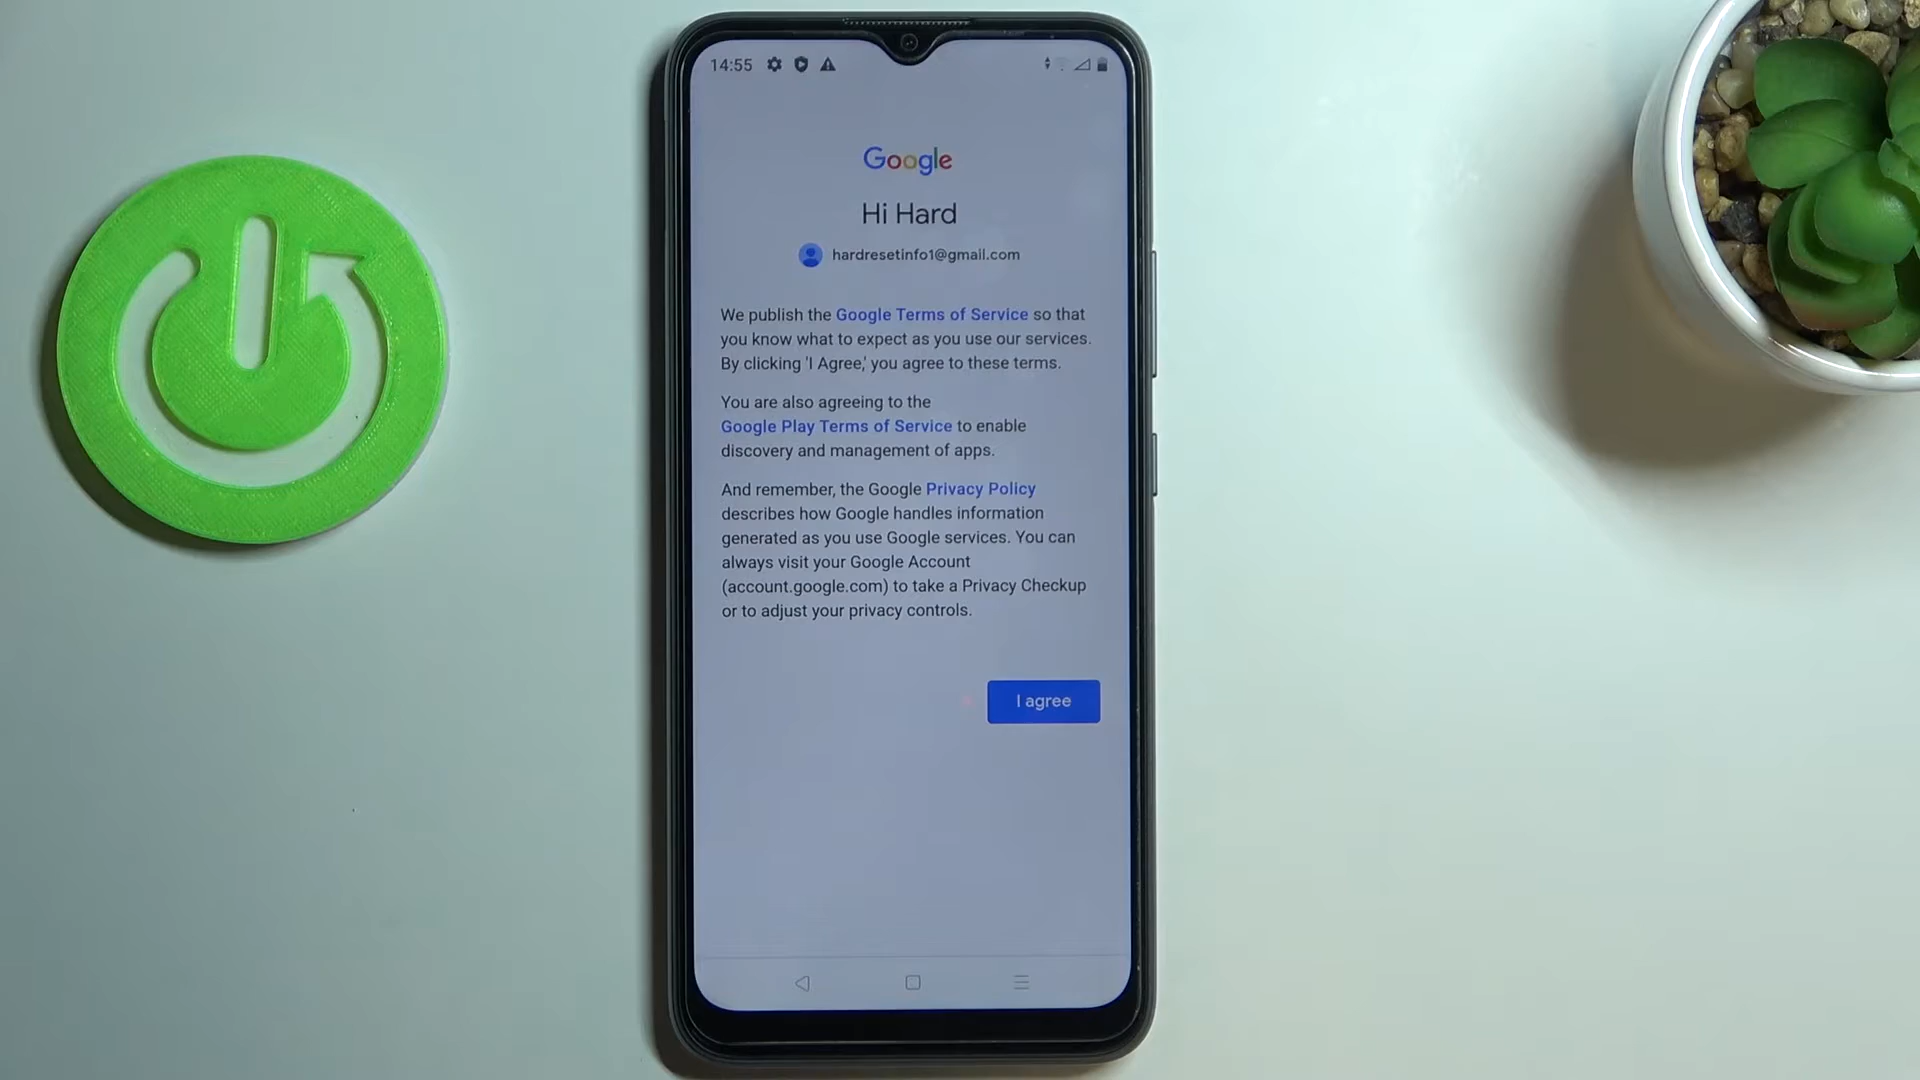 14:55
Google
Hi Hard
hardresetinfo1@gmail.com
We publish the Google Terms of Service so that
you know what to expect as you use our services.
By clicking 'I Agree,' you agree to these terms.
You are also agreeing to the
Google Play Terms of Service to enable
discovery and management of apps.
And remember, the Google Privacy Policy
describes how Google handles information
generated as you use Google services. You can
always visit your Google Account
(account.google.com) to take a Privacy Checkup
or to adjust your privacy controls.
I agree